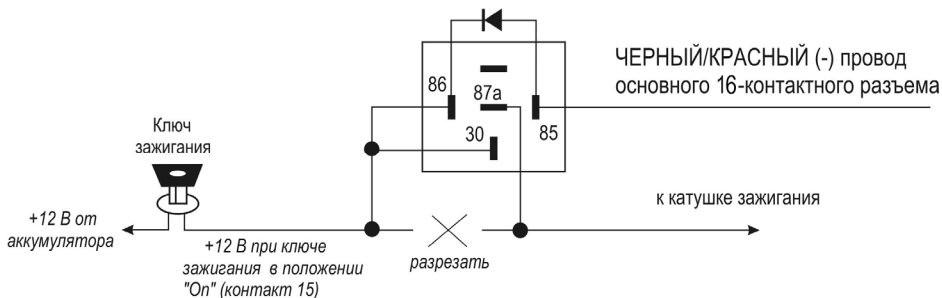 ЧЕРНЫЙ/КРАСНЫЙ (-) провод
основного 16-контактного разъема
86
87a
30
85
Ключ
зажигания
к катушке зажигания
+12 В от
аккумулятора
+12 В при ключе
зажигания в положении
"On" (контакт 15)
разрезать